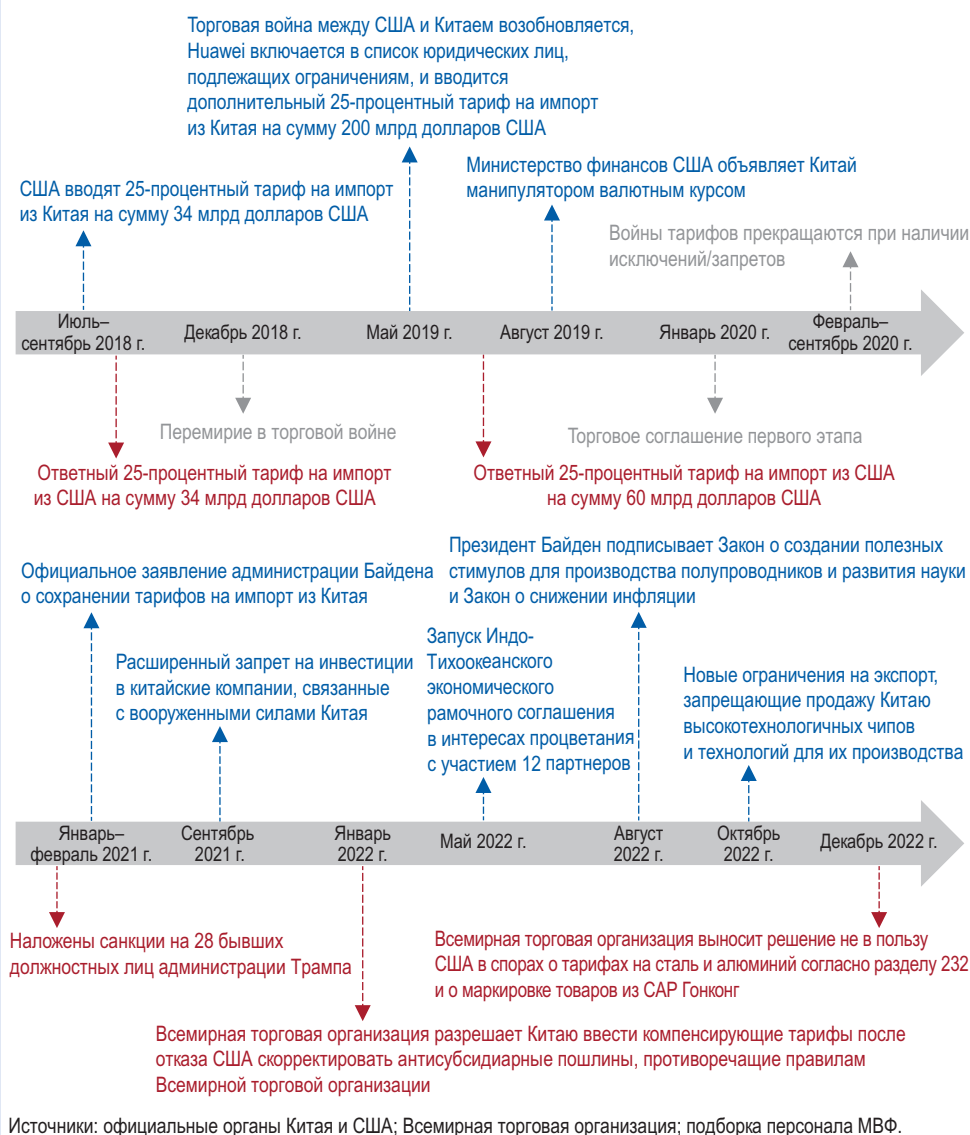 Торговая война между США и Китаем возобновляется,
Huawei включается в список юридических лиц,
подлежащих ограничениям, и вводится
дополнительный 25-процентный тариф на импорт
из Китая на сумму 200 млрд долларов США
Министерство финансов США объявляет Китай
манипулятором валютным курсом
США вводят 25-процентный тариф на импорт
из Китая на сумму 34 млрд долларов США
Войны тарифов прекращаются при наличии
исключений/запретов
Июль–
сентябрь 2018 г.
Декабрь 2018 г.
Май 2019 г.
Август 2019 г.
Январь 2020 г.
Февраль–
сентябрь 2020 г.
Перемирие в торговой войне
Торговое соглашение первого этапа
Ответный 25-процентный тариф на импорт
из США на сумму 34 млрд долларов США
Ответный 25-процентный тариф на импорт из США
на сумму 60 млрд долларов США
Президент Байден подписывает Закон о создании полезных
стимулов для производства полупроводников и развития науки
и Закон о снижении инфляции
Официальное заявление администрации Байдена
о сохранении тарифов на импорт из Китая
Запуск Индо-
Тихоокеанского
экономического
рамочного соглашения
в интересах процветания
с участием 12 партнеров
Расширенный запрет на инвестиции
в китайские компании, связанные
с вооруженными силами Китая
Новые ограничения на экспорт,
запрещающие продажу Китаю
высокотехнологичных чипов
и технологий для их производства
Январь–
февраль 2021 г.
Сентябрь
2021 г.
Январь
2022 г.
Май 2022 г.
Август
2022 г.
Октябрь
2022 г.
Декабрь 2022 г.
Наложены санкции на 28 бывших
должностных лиц администрации Трампа
Всемирная торговая организация выносит решение не в пользу
США в спорах о тарифах на сталь и алюминий согласно разделу 232
и о маркировке товаров из САР Гонконг
Всемирная торговая организация разрешает Китаю ввести компенсирующие тарифы после
отказа США скорректировать антисубсидиарные пошлины, противоречащие правилам
Всемирной торговой организации
Источники: официальные органы Китая и США; Всемирная торговая организация; подборка персонала МВФ.